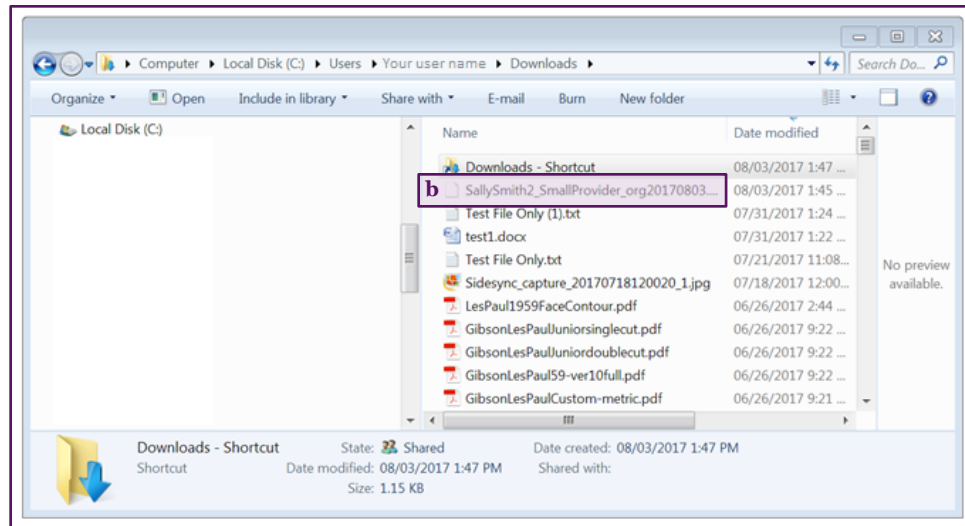 Computer ▸ Local Disk (C:) ▸ Users ▸ Your user name ▸ Downloads ▸ Search Do...
Organize Open Include in library Share with E-mail Burn New folder
Local Disk (C:)
Name Date modified
Downloads - Shortcut 08/03/2017 1:47 ...
b SallySmith2_SmallProvider_org20170803.... 08/03/2017 1:45 ...
Test File Only (1).txt 07/31/2017 1:24 ...
test1.docx 07/31/2017 1:22 ...
Test File Only.txt 07/21/2017 11:08...
Sidesync_capture_20170718120020_1.jpg 07/18/2017 12:00...
LesPaul1959FaceContour.pdf 06/26/2017 2:44 ...
GibsonLesPaulJuniorsinglecut.pdf 06/26/2017 9:22 ...
GibsonLesPaulJuniordoublecut.pdf 06/26/2017 9:22 ...
GibsonLesPaul59-ver10full.pdf 06/26/2017 9:22 ...
GibsonLesPaulCustom-metric.pdf 06/26/2017 9:21 ...
No preview
available.
Downloads - Shortcut State: Shared Date created: 08/03/2017 1:47 PM
Shortcut Date modified: 08/03/2017 1:47 PM Shared with:
Size: 1.15 KB